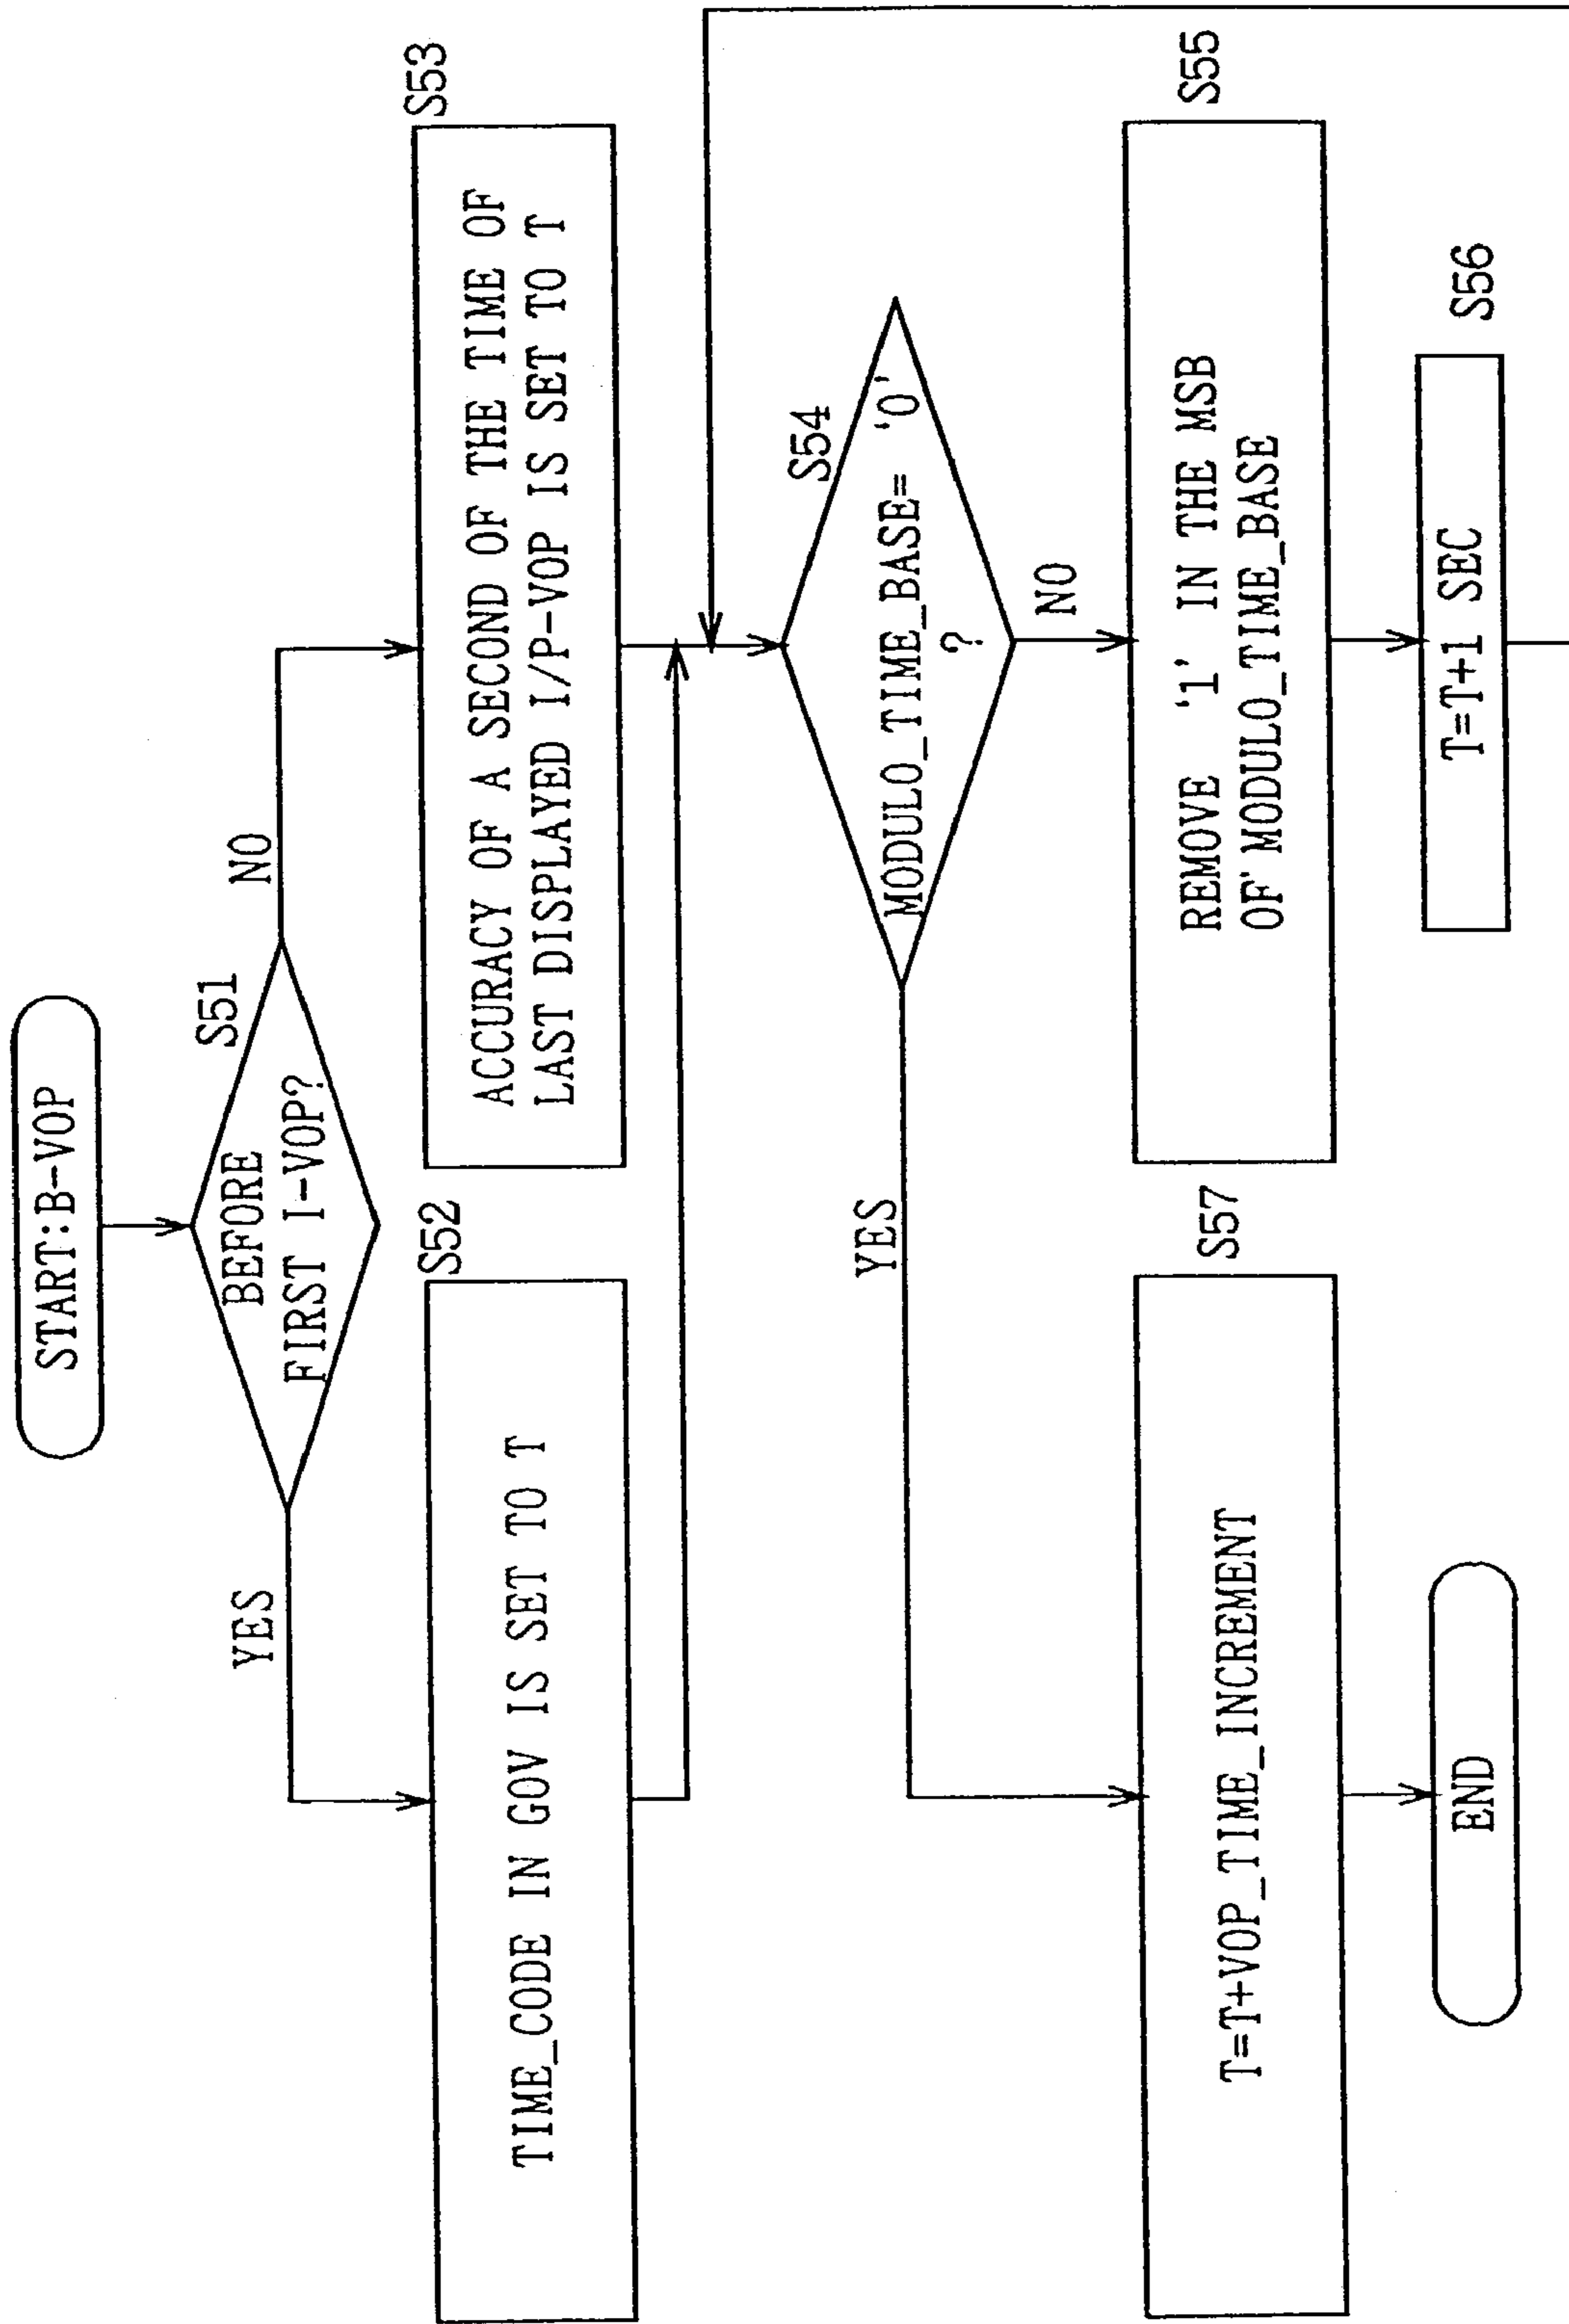 START:B-VOP
S51
BEFORE
FIRST I-VOP?
YES
NO
S52
TIME_CODE IN GOV IS SET TO T
S53
ACCURACY OF A SECOND OF THE TIME OF
LAST DISPLAYED I/P-VOP IS SET TO T
S54
MODULO_TIME_BASE= '0'
?
YES
NO
S55
REMOVE '1' IN THE MSB
OF MODULO_TIME_BASE
S56
T=T+1 SEC
S57
T=T+VOP_TIME_INCREMENT
END